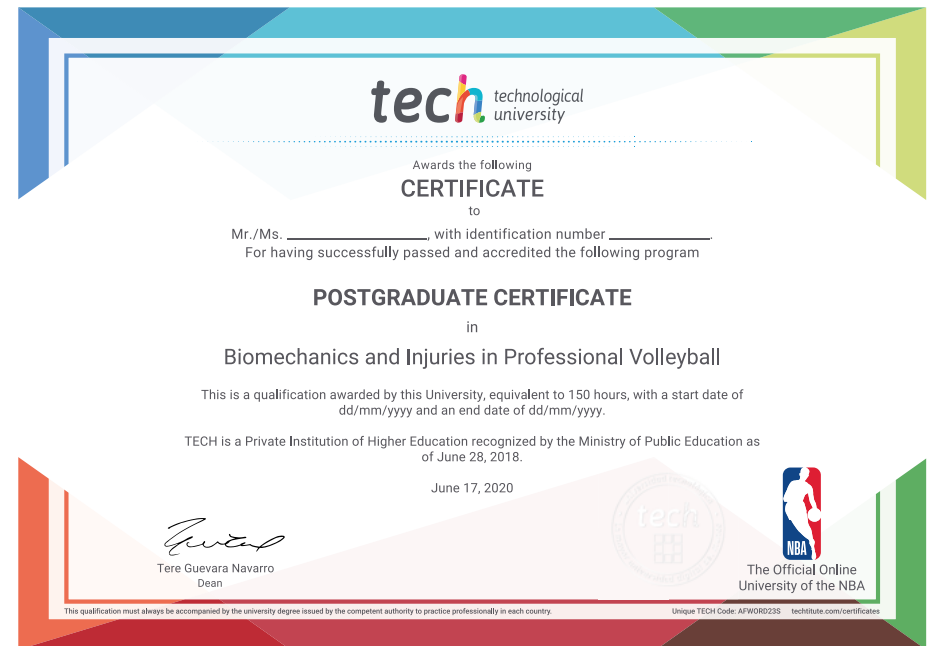 tech technological
university
Awards the following
CERTIFICATE
to
Mr./Ms. ____________, with identification number ____________.
For having successfully passed and accredited the following program
POSTGRADUATE CERTIFICATE
in
Biomechanics and Injuries in Professional Volleyball
This is a qualification awarded by this University, equivalent to 150 hours, with a start date of
dd/mm/yyyy and an end date of dd/mm/yyyy.
TECH is a Private Institution of Higher Education recognized by the Ministry of Public Education as
of June 28, 2018.
June 17, 2020
tech
NBA
Tere Guevara Navarro
Dean
The Official Online
University of the NBA
This qualification must always be accompanied by the university degree issued by the competent authority to practice professionally in each country.
Unique TECH Code: AFWORD23S techtitute.com/certificates